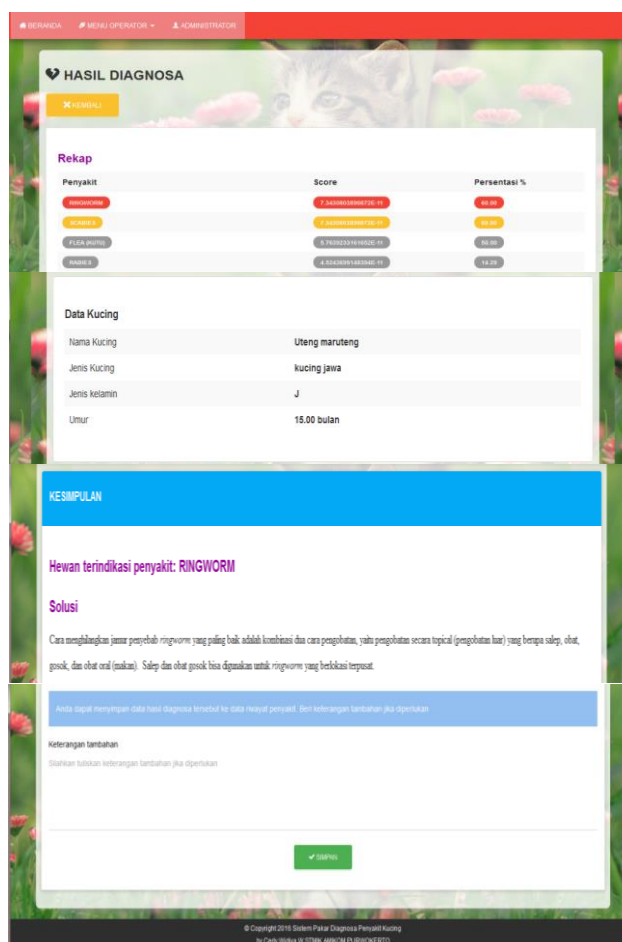 BERANDA MENU OPERATOR ADMINISTRATOR
HASIL DIAGNOSA
KEMBALI
Rekap
Penyakit Score Persentasi %
RINGWORM 60.00
SCABIES 60.00
FLEA (KUTU) 50.00
RABIES 14.29
Data Kucing
Nama Kucing Uteng maruteng
Jenis Kucing kucing jawa
Jenis kelamin J
Umur 15.00 bulan
KESIMPULAN
Hewan terindikasi penyakit: RINGWORM
Solusi
Cara menghilangkan jamur penyebab ringworm yang paling baik adalah kombinasi dua cara pengobatan, yaitu pengobatan secara topical (pengobatan luar) yang berupa salep, obat,
gosok, dan obat oral (makan). Salep dan obat gosok bisa digunakan untuk ringworm yang berlokasi terpusat.
Anda dapat menyimpan data hasil diagnosa tersebut ke data riwayat penyakit. Beri keterangan tambahan jika diperlukan
Keterangan tambahan
Silahkan tuliskan keterangan tambahan jika diperlukan
SIMPAN
© Copyright 2016 Sistem Pakar Diagnosa Penyakit Kucing
W STMIK AMIKOM PURWOKERTO